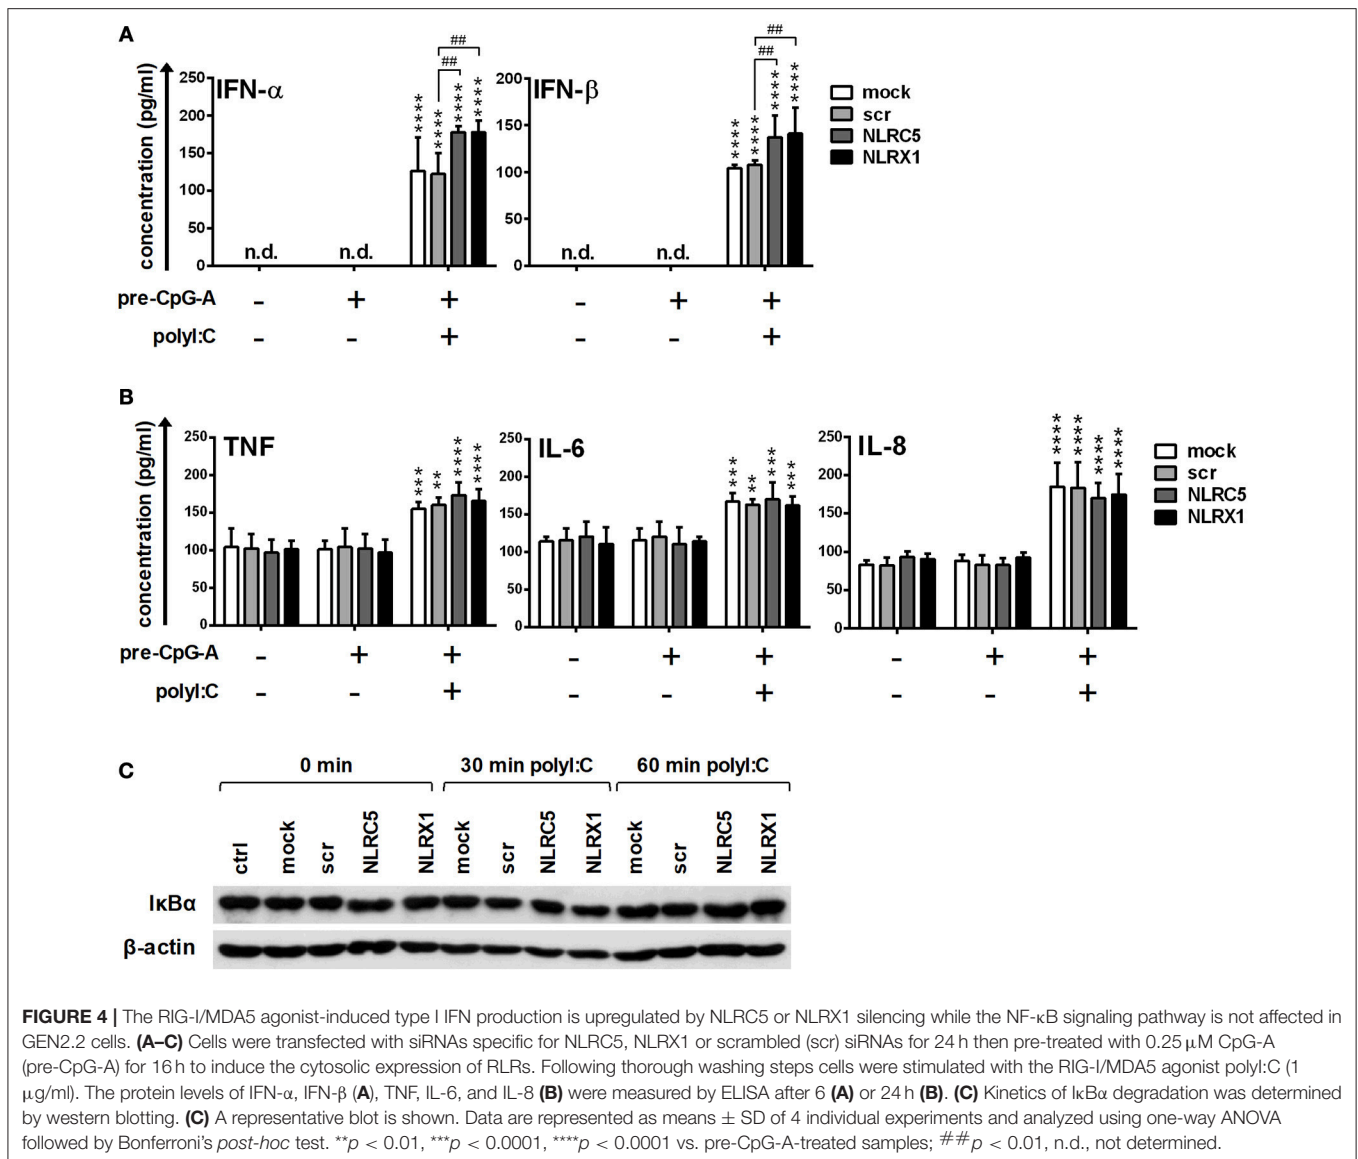 A
concentration (pg/ml)
250
200
150
100
50
0
IFN-α
****
****
****
****
##
##
n.d.
n.d.
200
150
100
50
0
IFN-β
****
****
****
****
##
##
n.d.
n.d.
mock
scr
NLRC5
NLRX1
pre-CpG-A - + + - + +
polyI:C - - + - - +
B
concentration (pg/ml)
250
200
150
100
50
0
TNF
***
**
****
****
250
200
150
100
50
0
IL-6
***
**
***
***
250
200
150
100
50
0
IL-8
****
****
****
****
mock
scr
NLRC5
NLRX1
pre-CpG-A - + + - + + - + +
polyI:C - - + - - + - - +
C
0 min 30 min polyI:C 60 min polyI:C
ctrl mock scr NLRC5 NLRX1 mock scr NLRC5 NLRX1 mock scr NLRC5 NLRX1
IκBα
β-actin
FIGURE 4 | The RIG-I/MDA5 agonist-induced type I IFN production is upregulated by NLRC5 or NLRX1 silencing while the NF-κB signaling pathway is not affected in
GEN2.2 cells. (A–C) Cells were transfected with siRNAs specific for NLRC5, NLRX1 or scrambled (scr) siRNAs for 24 h then pre-treated with 0.25 μM CpG-A
(pre-CpG-A) for 16 h to induce the cytosolic expression of RLRs. Following thorough washing steps cells were stimulated with the RIG-I/MDA5 agonist polyI:C (1
μg/ml). The protein levels of IFN-α, IFN-β (A), TNF, IL-6, and IL-8 (B) were measured by ELISA after 6 (A) or 24 h (B). (C) Kinetics of IκBα degradation was determined
by western blotting. (C) A representative blot is shown. Data are represented as means ± SD of 4 individual experiments and analyzed using one-way ANOVA
followed by Bonferroni's post-hoc test. **p < 0.01, ***p < 0.0001, ****p < 0.0001 vs. pre-CpG-A-treated samples; ##p < 0.01, n.d., not determined.